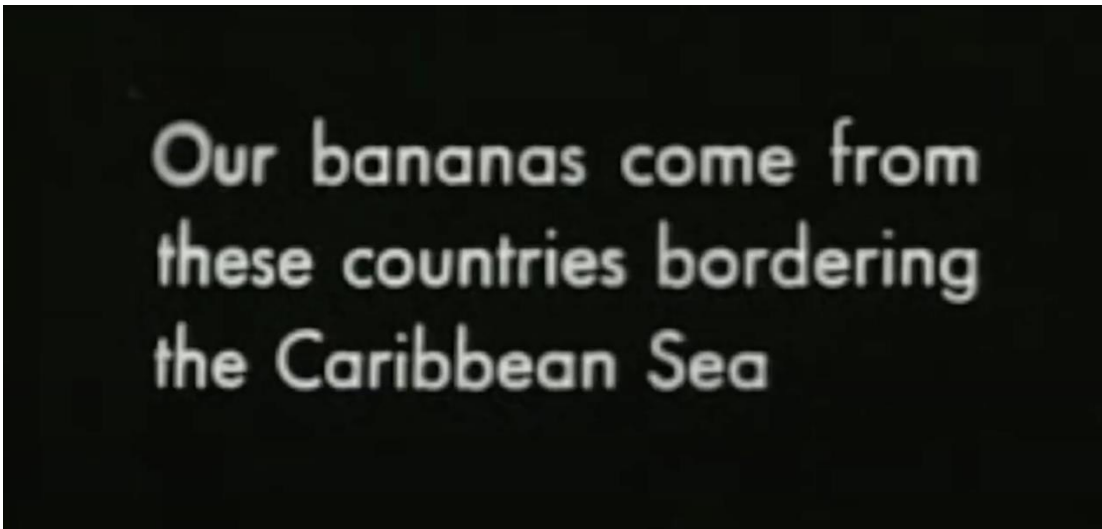 Our bananas come from
these countries bordering
the Caribbean Sea